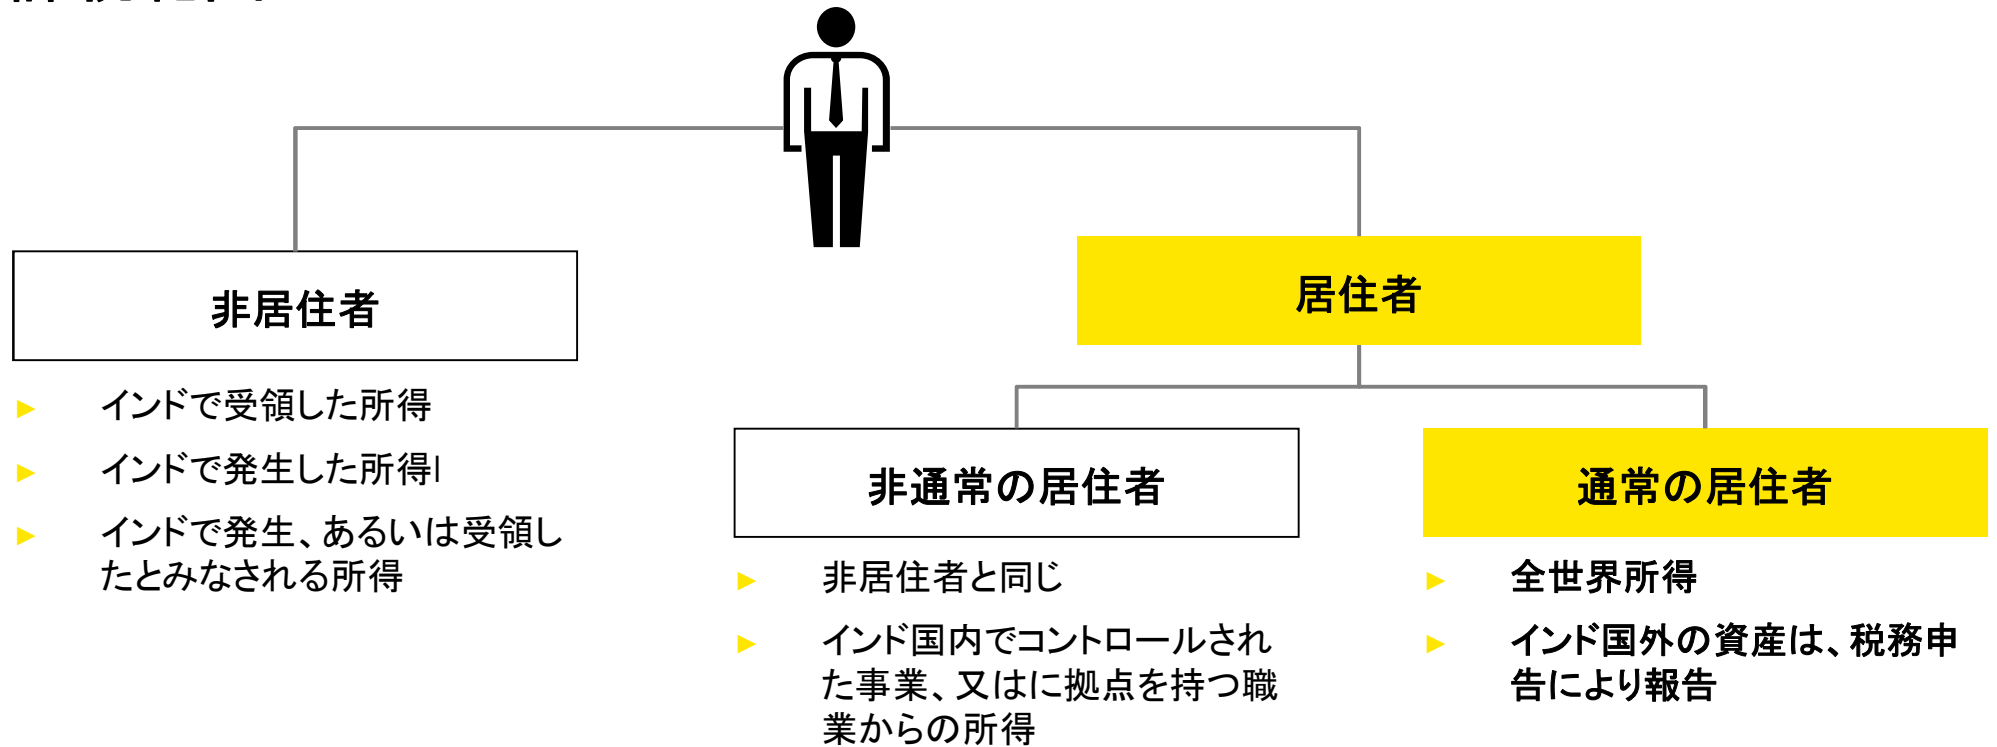 非居住者
► インドで受領した所得
► インドで発生した所得l
► インドで発生、あるいは受領し
たとみなされる所得
居住者
非通常の居住者
► 非居住者と同じ
► インド国内でコントロールされ
た事業、又はに拠点を持つ職
業からの所得
通常の居住者
► 全世界所得
► インド国外の資産は、税務申
告により報告